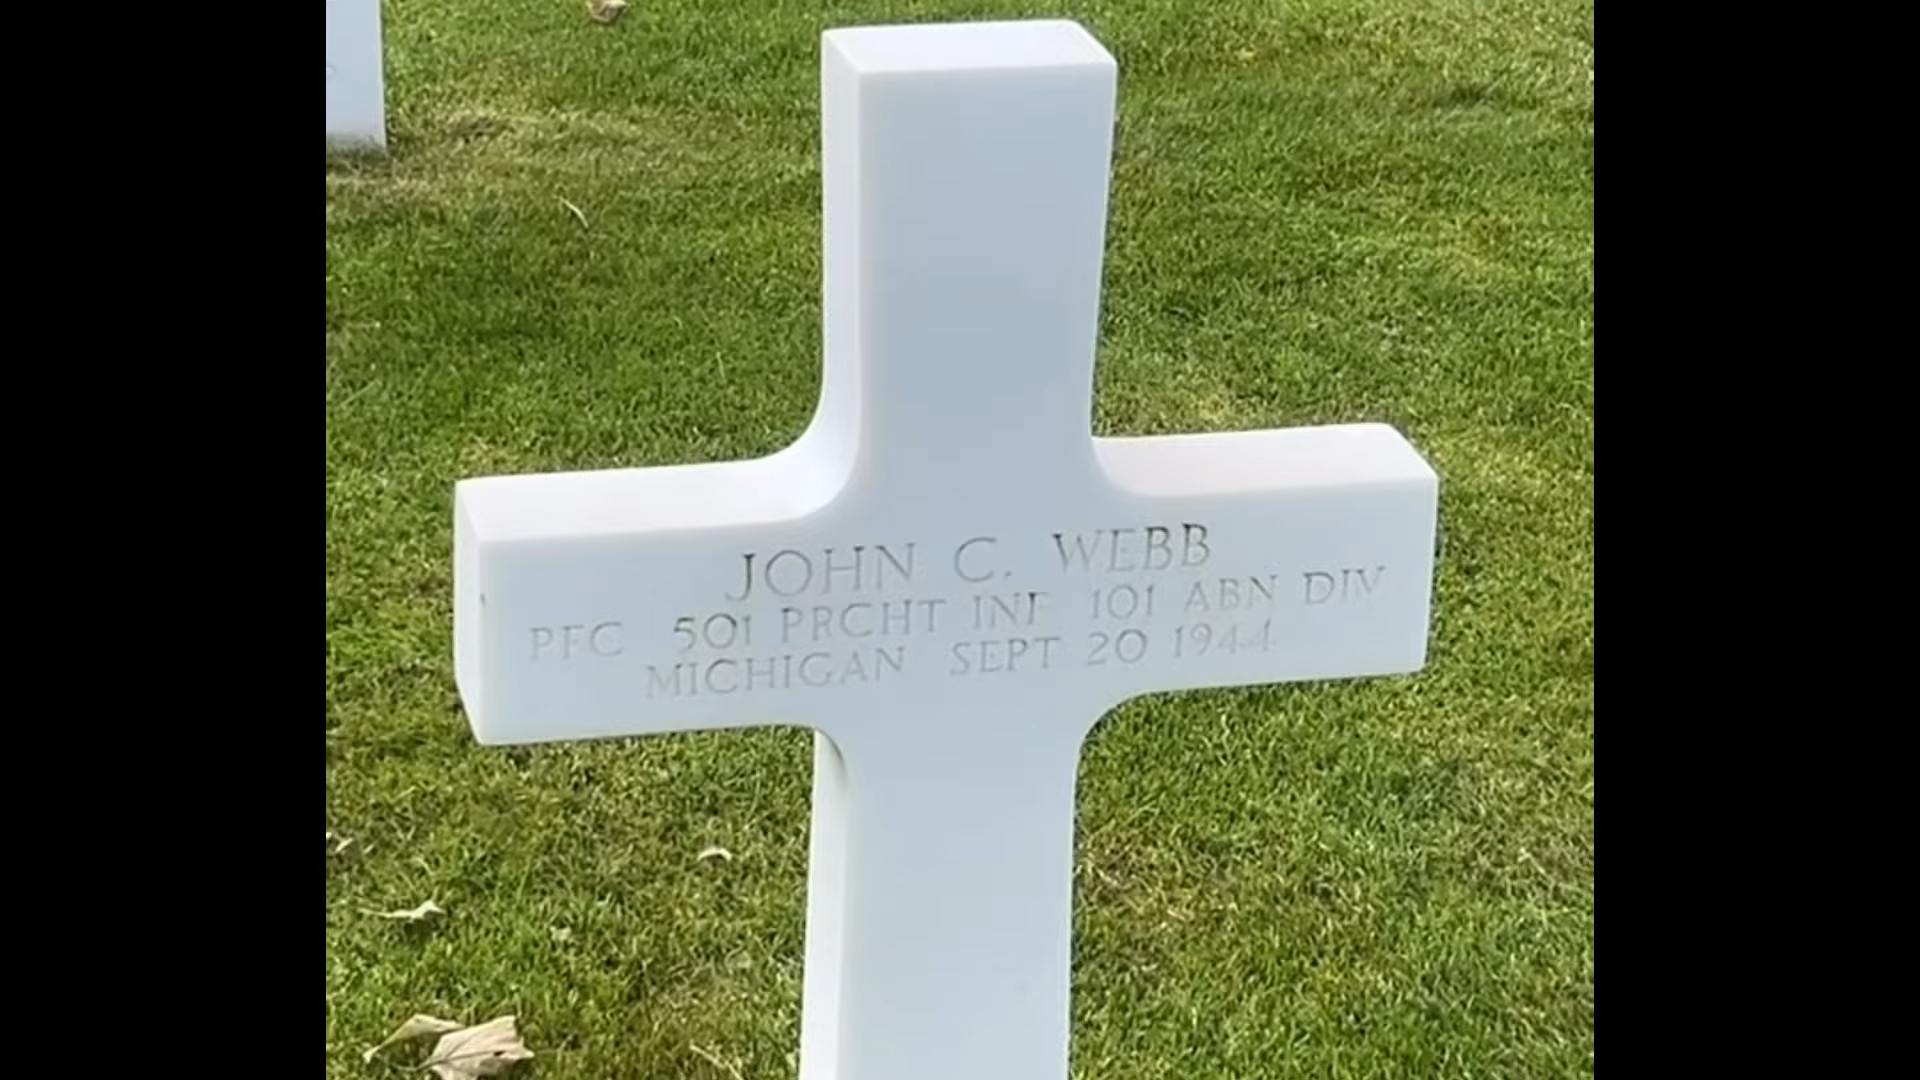 JOHN C. WEBB
PFC 501 PRCHT INF 101 ABN DIV
MICHIGAN SEPT 20 1944